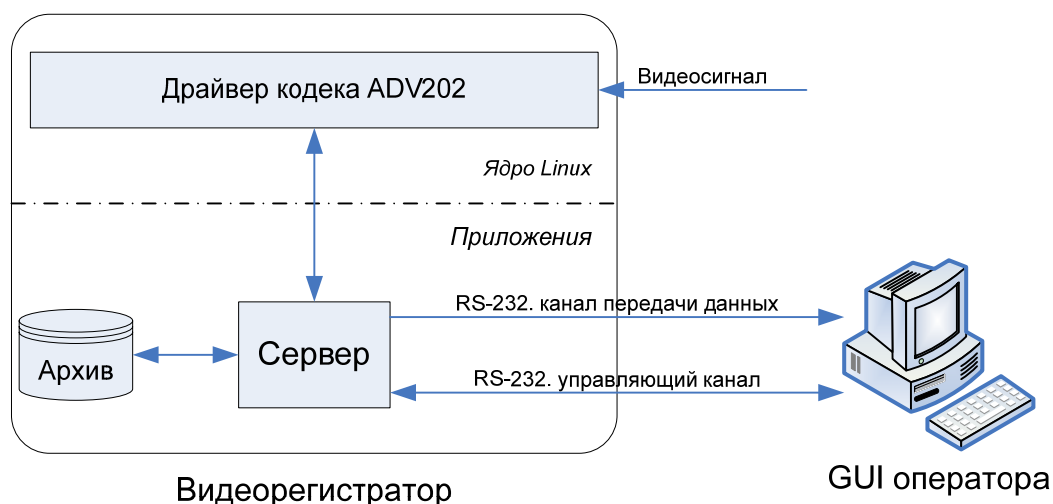 Драйвер кодека ADV202
Видеосигнал
Ядро Linux
Приложения
RS-232. канал передачи данных
Архив
Сервер
RS-232. управляющий канал
Видеорегистратор
GUI оператора